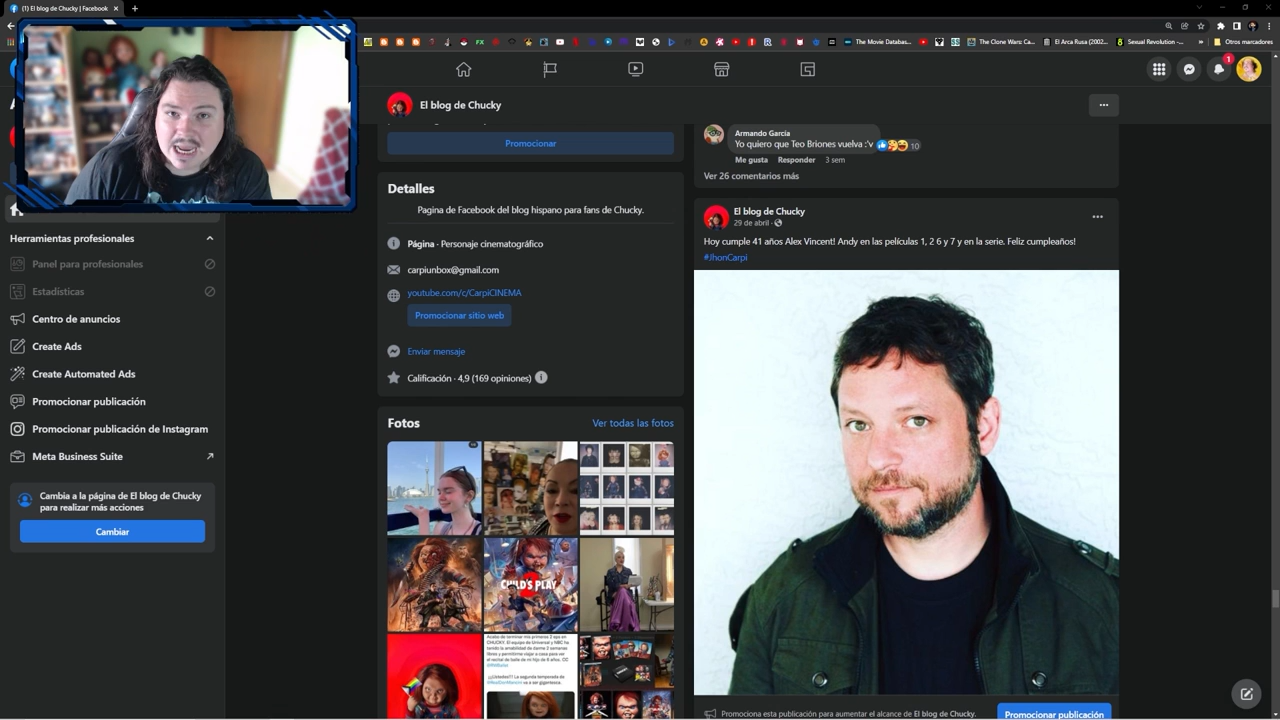 (1) El blog de Chucky | Facebook
The Movie Databas...
The Clone Wars: Ca...
El Arca Rusa (2002...
Sexual Revolution -...
Otros marcadores
1
El blog de Chucky
Promocionar
Detalles
Pagina de Facebook del blog hispano para fans de Chucky.
Página · Personaje cinematográfico
carpiunbox@gmail.com
youtube.com/c/CarpiCINEMA
Promocionar sitio web
Enviar mensaje
Calificación · 4,9 (169 opiniones)
Fotos
Ver todas las fotos
CHILD'S PLAY
Herramientas profesionales
Panel para profesionales
Estadísticas
Centro de anuncios
Create Ads
Create Automated Ads
Promocionar publicación
Promocionar publicación de Instagram
Meta Business Suite
Cambia a la página de El blog de Chucky
para realizar más acciones
Cambiar
Armando Garcia
Yo quiero que Teo Briones vuelva :'v
10
Me gusta Responder 3 sem
Ver 26 comentarios más
El blog de Chucky
29 de abril ·
Hoy cumple 41 años Alex Vincent! Andy en las películas 1, 2 6 y 7 y en la serie. Feliz cumpleaños!
#JhonCarpi
Promociona esta publicación para aumentar el alcance de El blog de Chucky.
Promocionar publicación